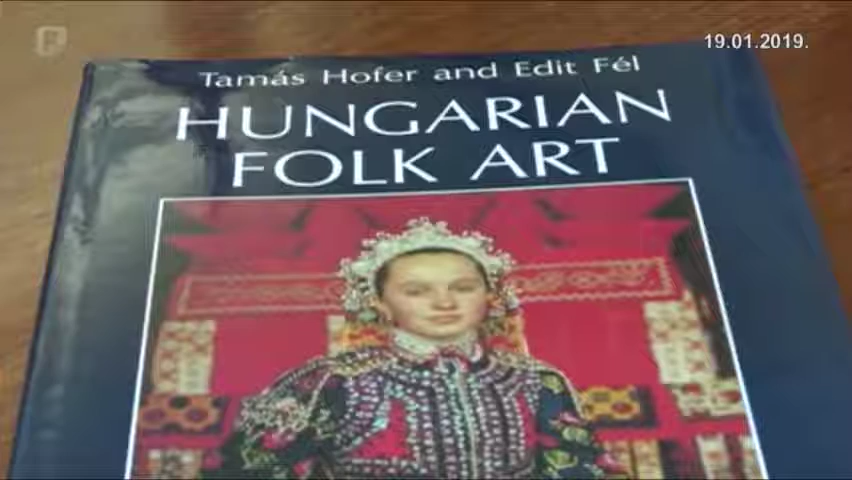 19.01.2019.
Tamás Hofer and Edit Fél
HUNGARIAN
FOLK ART